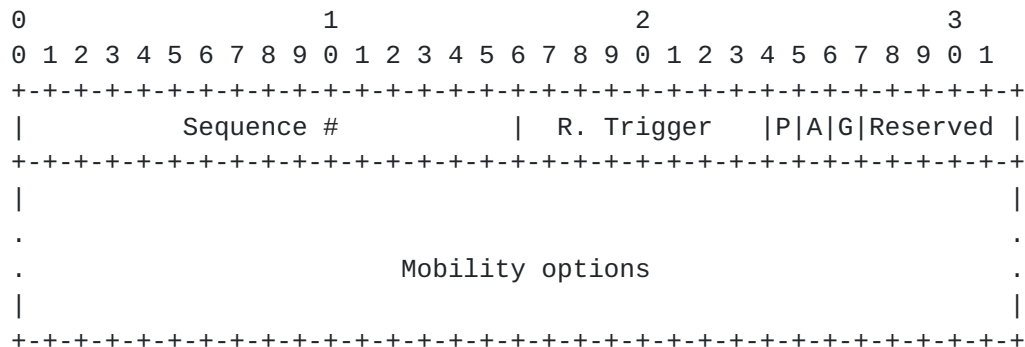 0                   1                   2                   3
0 1 2 3 4 5 6 7 8 9 0 1 2 3 4 5 6 7 8 9 0 1 2 3 4 5 6 7 8 9 0 1
+-+-+-+-+-+-+-+-+-+-+-+-+-+-+-+-+-+-+-+-+-+-+-+-+-+-+-+-+-+-+-+-+
|          Sequence #           |  R. Trigger   |P|A|G|Reserved |
+-+-+-+-+-+-+-+-+-+-+-+-+-+-+-+-+-+-+-+-+-+-+-+-+-+-+-+-+-+-+-+-+
|                                                               |
.                                                               .
.                        Mobility options                       .
|                                                               |
+-+-+-+-+-+-+-+-+-+-+-+-+-+-+-+-+-+-+-+-+-+-+-+-+-+-+-+-+-+-+-+-+